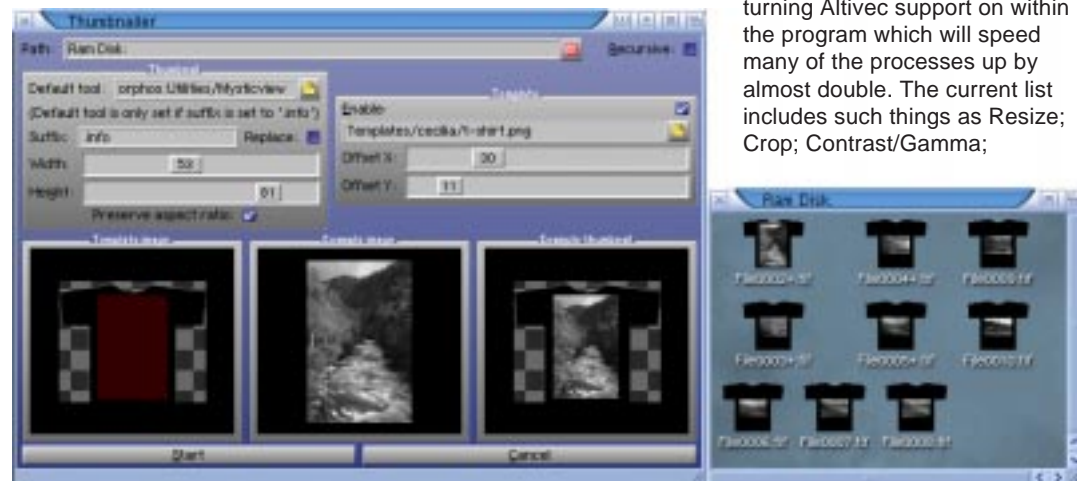 Thumbnailer
Path: Ram Disk:
Recursive:
Thumbnail
Default tool: orphos:Utilities/Mysticview
(Default tool is only set if suffix is set to ".info")
Suffix: .info
Replace:
Width: 53
Height: 81
Preserve aspect ratio:
Template
Enable:
Templates/cecilia/t-shirt.png
Offset X: 30
Offset Y: 11
Template image
Example image
Example thumbnail
Start
Cancel
turning Altivec support on within
the program which will speed
many of the processes up by
almost double. The current list
includes such things as Resize;
Crop; Contrast/Gamma;
Ram Disk: